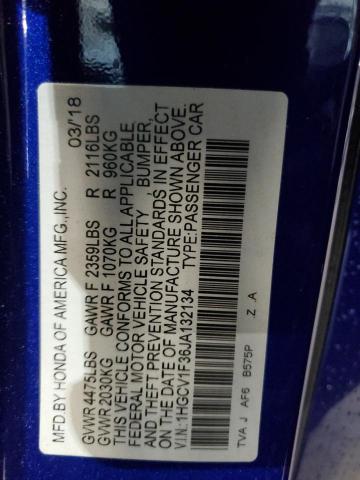 MFD BY HONDA OF AMERICA MFG.,INC. 03/'18
GVWR 4475LBS GAWR F 2359LBS R 2116LBS
GVWR 2030KG GAWR F 1070KG R 960KG
THIS VEHICLE CONFORMS TO ALL APPLICABLE
FEDERAL MOTOR VEHICLE SAFETY , BUMPER,
AND THEFT PREVENTION STANDARDS IN EFFECT
ON THE DATE OF MANUFACTURE SHOWN ABOVE.
V.I.N.:1HGCV1F36JA132134 TYPE:PASSENGER CAR
TVA J AF6 B575P .Z .A